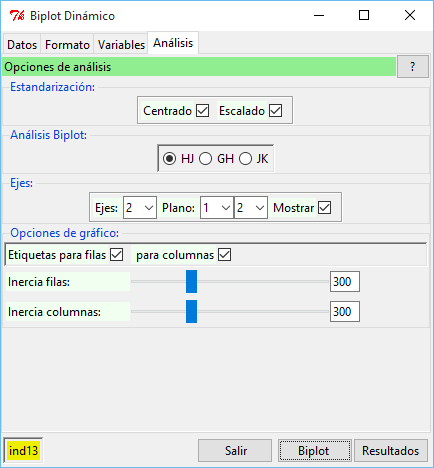 Biplot Dinámico
Datos Formato Variables Análisis
Opciones de análisis ?
Estandarización:
Centrado Escalado
Análisis Biplot:
HJ GH JK
Ejes:
Ejes: 2 Plano: 1 2 Mostrar
Opciones de gráfico:
Etiquetas para filas para columnas
Inercia filas: 300
Inercia columnas: 300
ind13 Salir Biplot Resultados